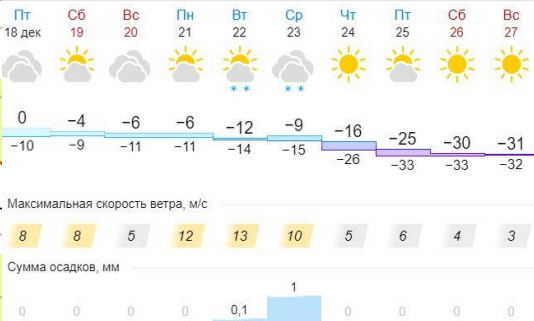 Пт Сб Вс Пн Вт Ср Чт Пт Сб Вс
18 дек 19 20 21 22 23 24 25 26 27
0 −4 −6 −6 −12 −9 −16 −25 −30 −31
−10 −9 −11 −11 −14 −15 −26 −33 −33 −32
Максимальная скорость ветра, м/с
8 8 5 12 13 10 5 6 4 3
Сумма осадков, мм
0 0 0 0 0,1 1 0 0 0 0